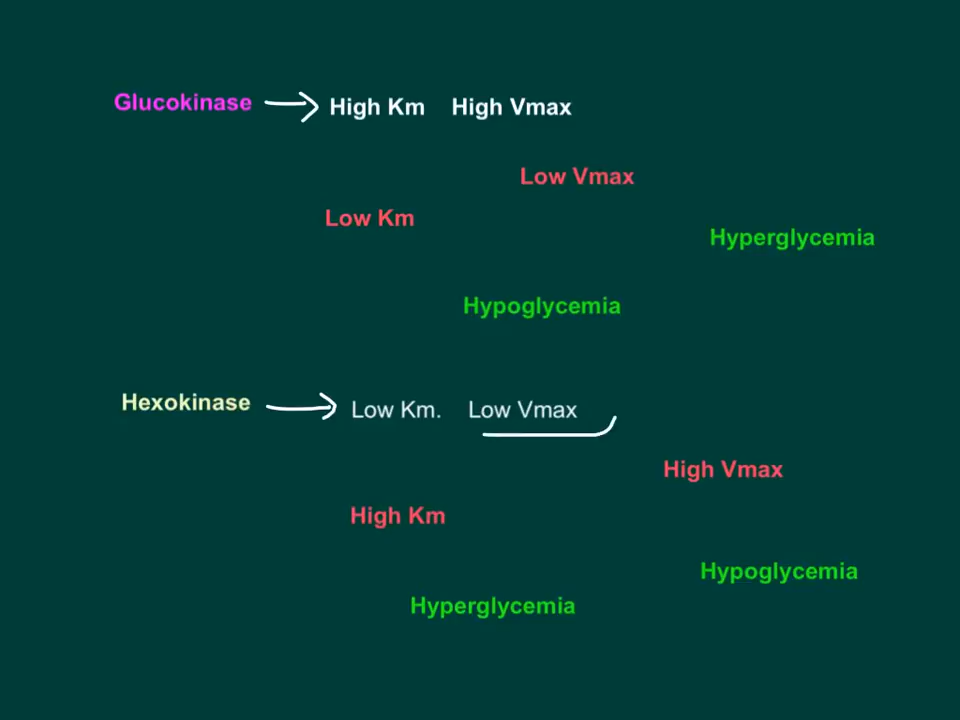 Glucokinase High Km High Vmax
Low Vmax
Low Km
Hyperglycemia
Hypoglycemia
Hexokinase Low Km. Low Vmax
High Vmax
High Km
Hypoglycemia
Hyperglycemia